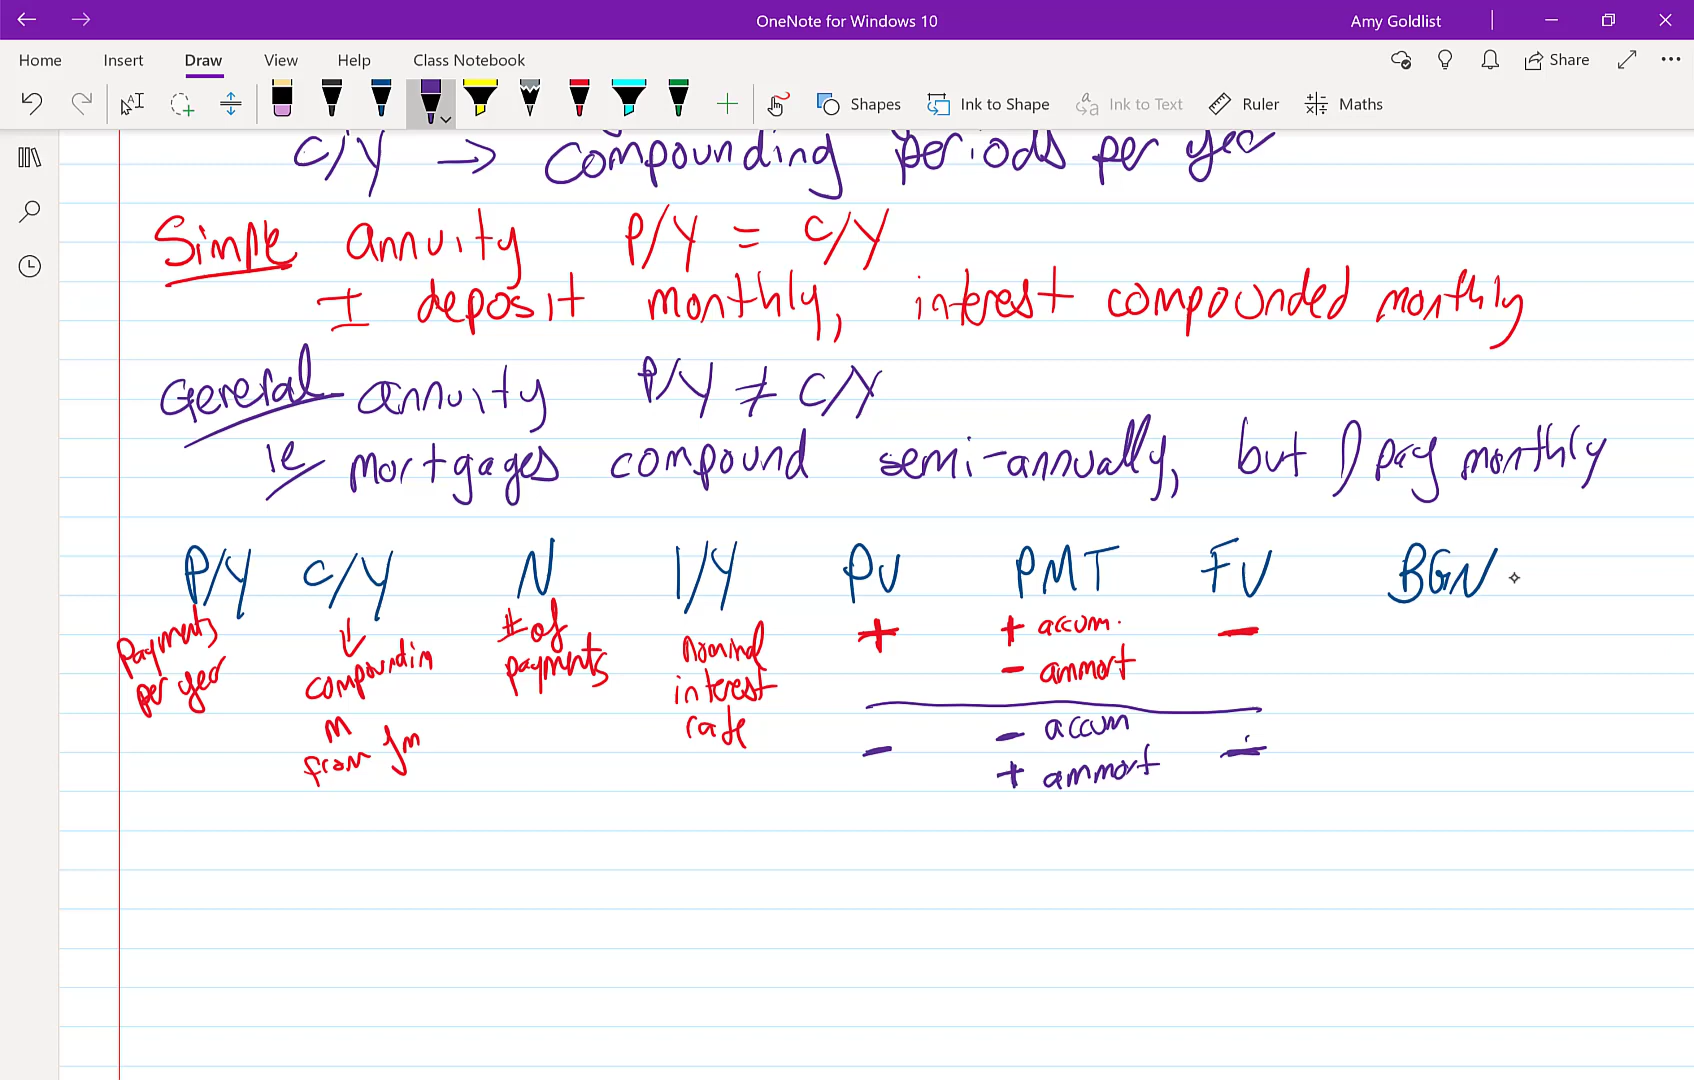 OneNote for Windows 10
Amy Goldlist
Home Insert Draw View Help Class Notebook
Share
Shapes Ink to Shape Ink to Text Ruler Maths
C/Y → Compounding periods per year
Simple annuity P/Y = C/Y
I deposit monthly, interest compounded monthly
General annuity P/Y ≠ C/Y
ie/ mortgages compound semi-annually, but I pay monthly
P/Y C/Y N I/Y PV PMT FV BGN
Payments
per year
↓
compoundin
m
from jm
# of
payments
nominal
interest
rate
+
+ accum.
- ammort
-
-
- accum
+ ammort